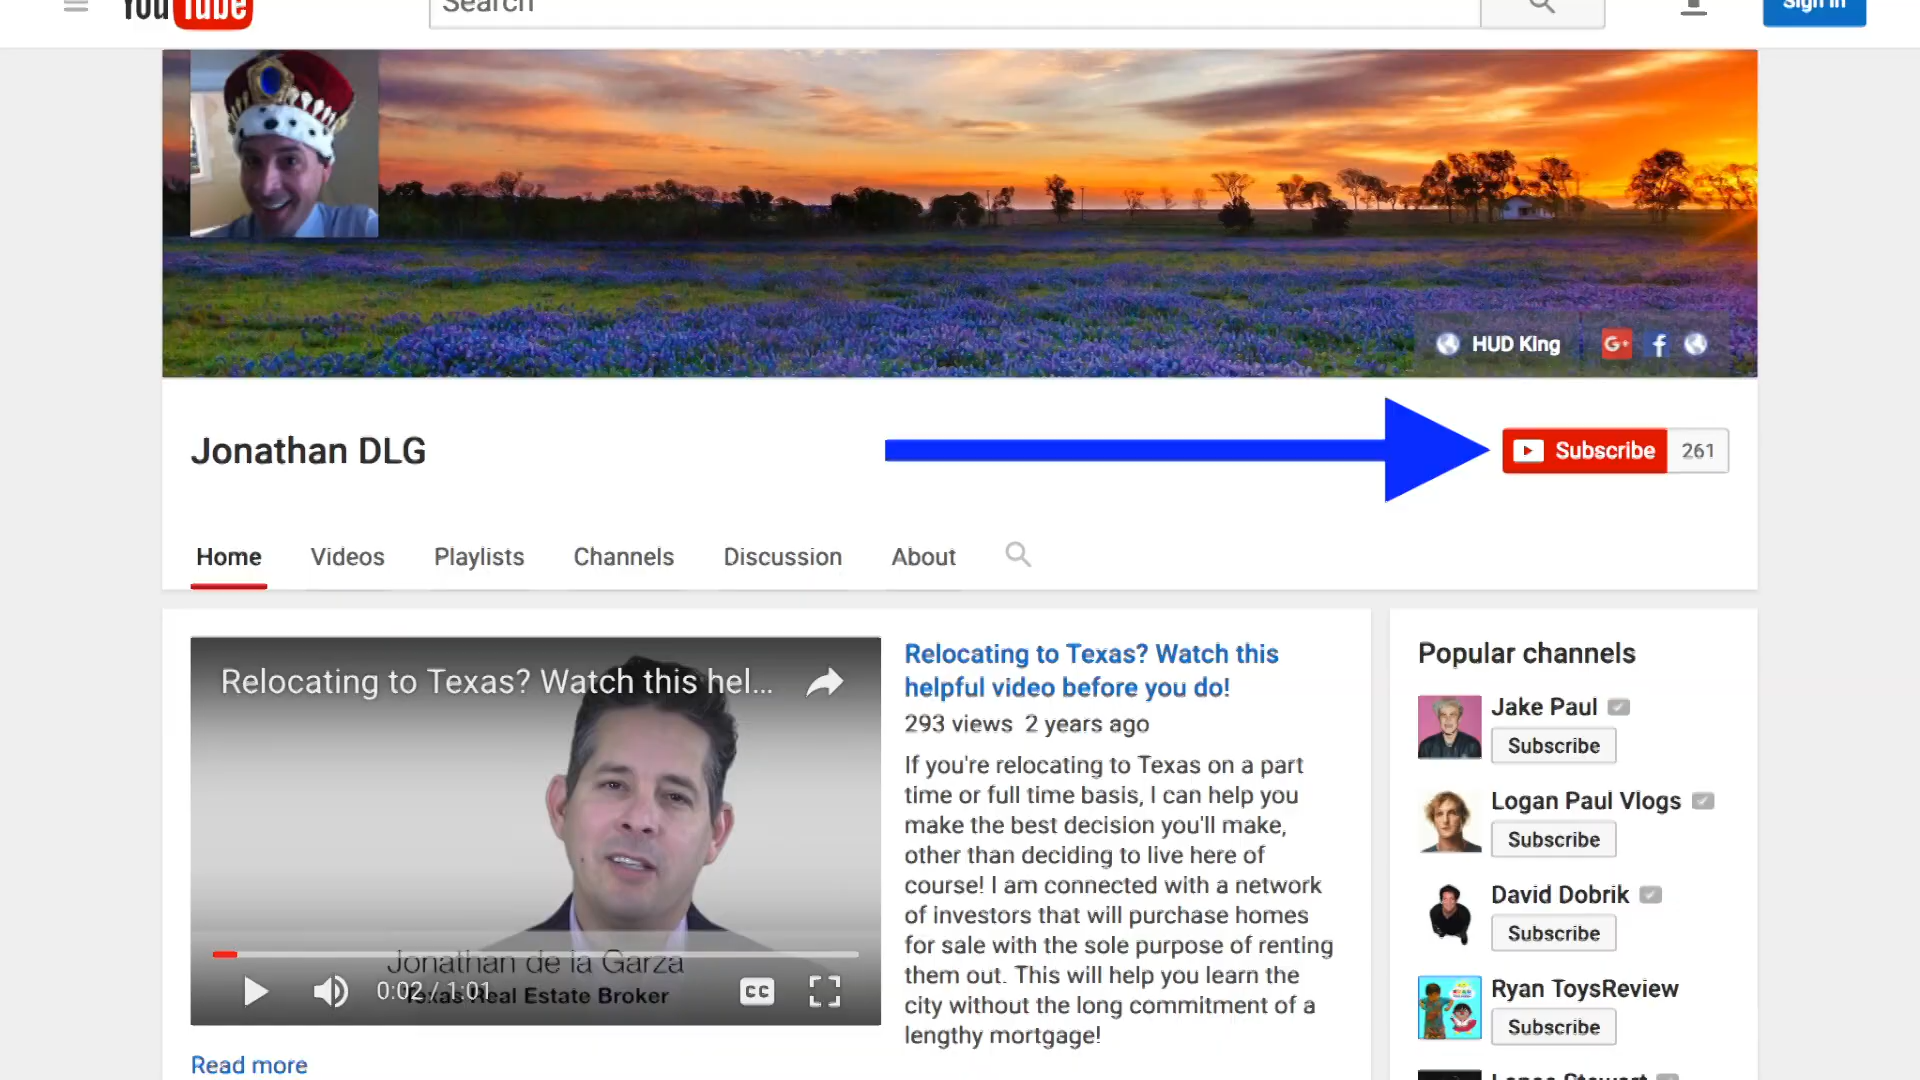 YouTube
Search
Sign in
HUD King
G+
f
Jonathan DLG
Subscribe 261
Home Videos Playlists Channels Discussion About
Relocating to Texas? Watch this hel...
Jonathan de la Garza
Texas Real Estate Broker
0:02 / 1:01
CC
Relocating to Texas? Watch this
helpful video before you do!
293 views 2 years ago
If you're relocating to Texas on a part
time or full time basis, I can help you
make the best decision you'll make,
other than deciding to live here of
course! I am connected with a network
of investors that will purchase homes
for sale with the sole purpose of renting
them out. This will help you learn the
city without the long commitment of a
lengthy mortgage!
Read more
Popular channels
Jake Paul
Subscribe
Logan Paul Vlogs
Subscribe
David Dobrik
Subscribe
Ryan ToysReview
Subscribe